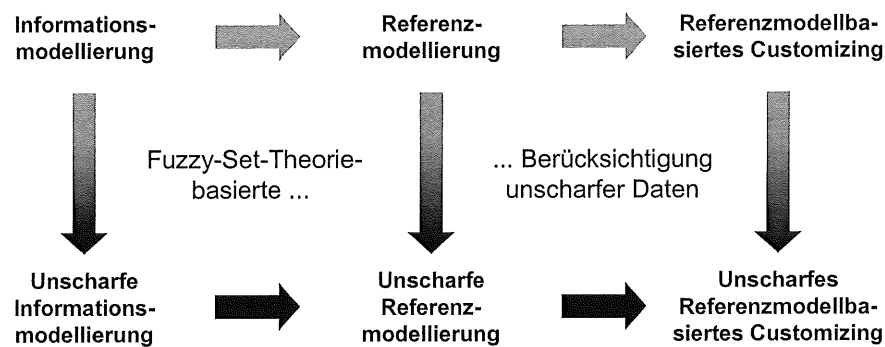 Informations-
modellierung
Referenz-
modellierung
Referenzmodellba-
siertes Customizing
Fuzzy-Set-Theorie-
basierte ...
... Berücksichtigung
unscharfer Daten
Unscharfe
Informations-
modellierung
Unscharfe
Referenz-
modellierung
Unscharfes
Referenzmodellba-
siertes Customizing